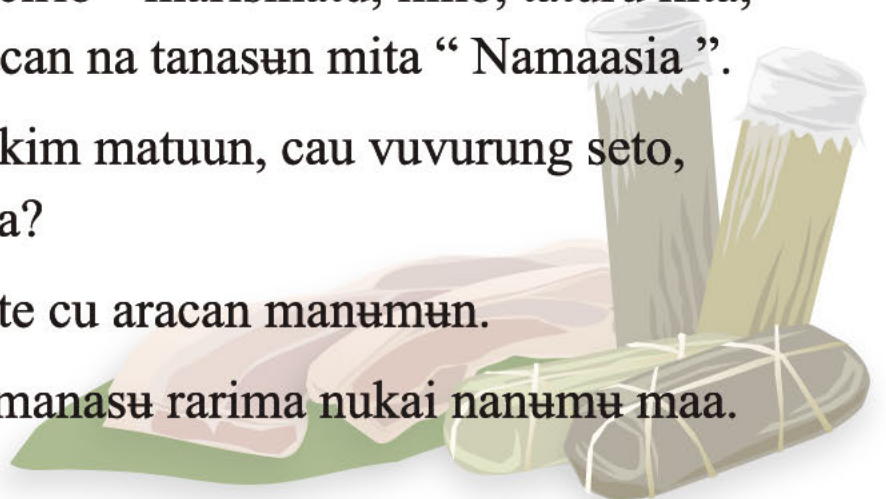 can na tanasʉn mita “ Namaasia ”.
kim matuun, cau vuvurung seto,
a?
te cu aracan manʉmʉn.
manasʉ rarima nukai nanʉmʉ maa.